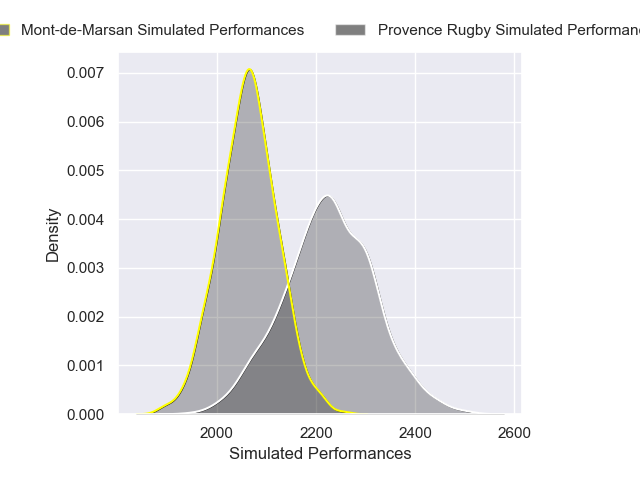 Mont-de-Marsan Simulated Performances
Provence Rugby Simulated
0.007
0.006
0.005
0.004
0.003
0.002
0.001
0.000
Density
2000 2200 2400 2600
Simulated Performances